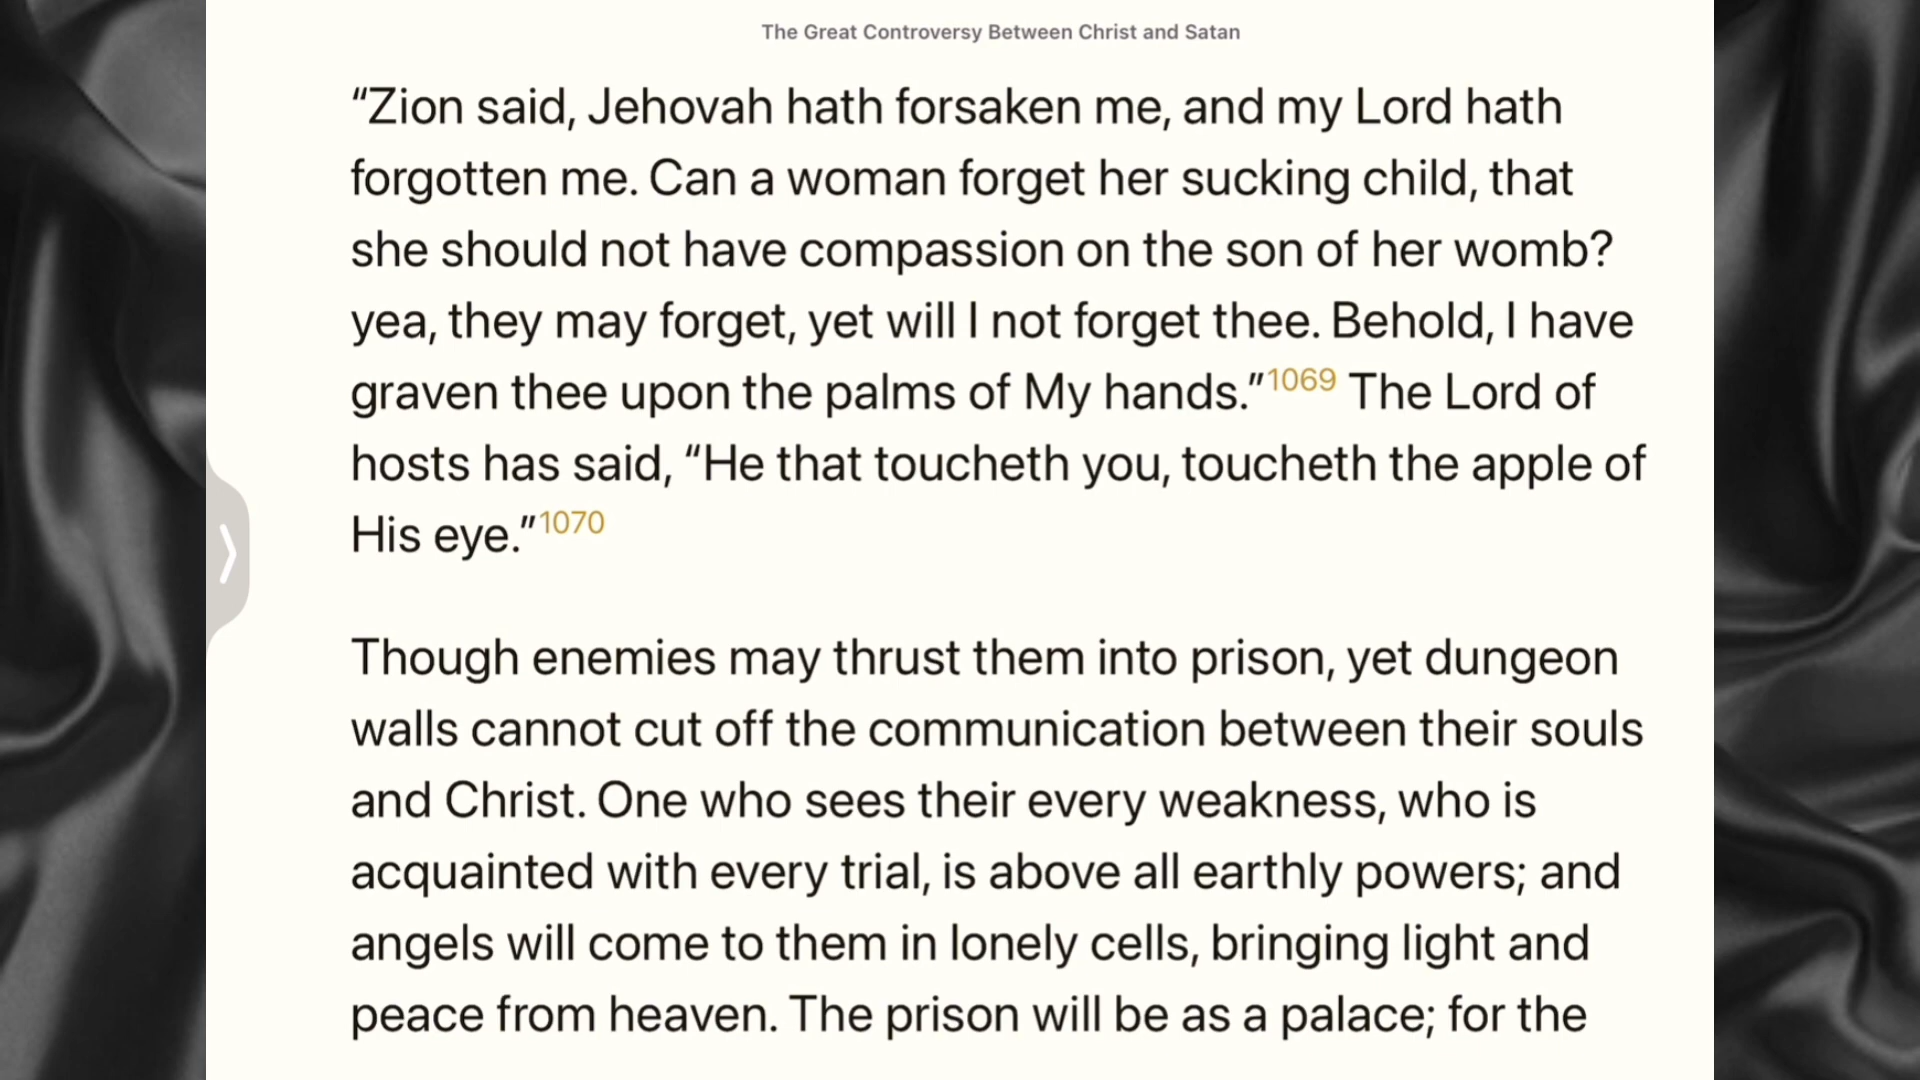 The Great Controversy Between Christ and Satan
“Zion said, Jehovah hath forsaken me, and my Lord hath
forgotten me. Can a woman forget her sucking child, that
she should not have compassion on the son of her womb?
yea, they may forget, yet will I not forget thee. Behold, I have
graven thee upon the palms of My hands.”1069 The Lord of
hosts has said, “He that toucheth you, toucheth the apple of
His eye.”1070
Though enemies may thrust them into prison, yet dungeon
walls cannot cut off the communication between their souls
and Christ. One who sees their every weakness, who is
acquainted with every trial, is above all earthly powers; and
angels will come to them in lonely cells, bringing light and
peace from heaven. The prison will be as a palace; for the